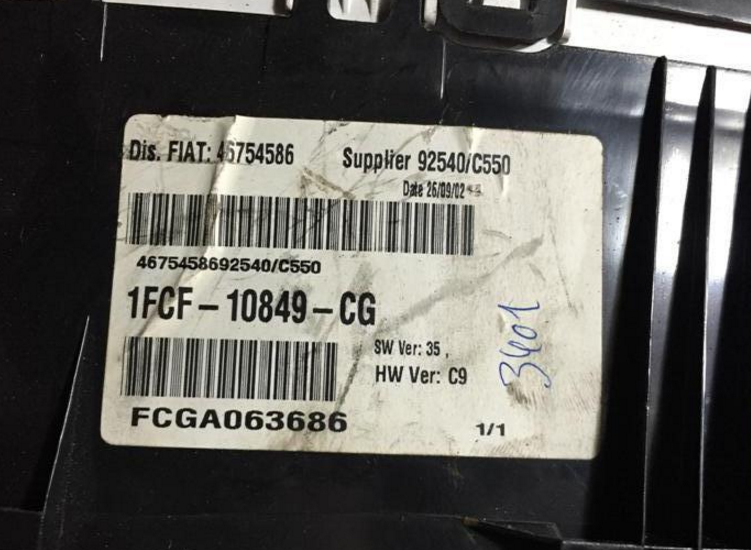 Dis. FIAT: 46754586 Supplier 92540/C550
Date 26/09/02
4675458692540/C550
1FCF-10849-CG
SW Ver: 35 ,
HW Ver: C9
3401
FCGA063686 1/1